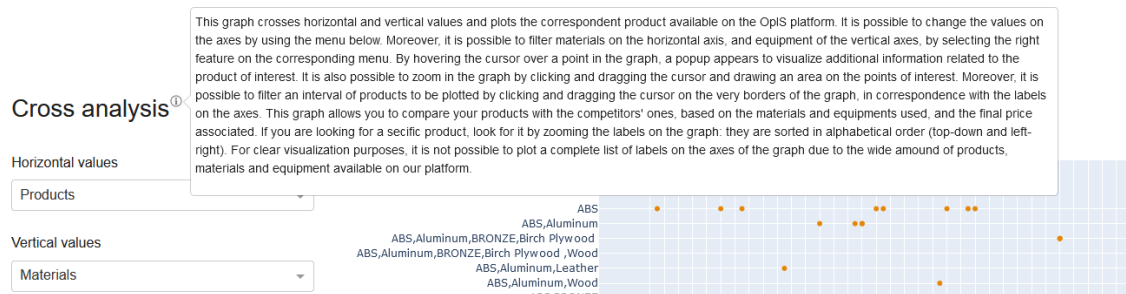 This graph crosses horizontal and vertical values and plots the correspondent product available on the OpIS platform. It is possible to change the values on
the axes by using the menu below. Moreover, it is possible to filter materials on the horizontal axis, and equipment of the vertical axes, by selecting the right
feature on the corresponding menu. By hovering the cursor over a point in the graph, a popup appears to visualize additional information related to the
product of interest. It is also possible to zoom in the graph by clicking and dragging the cursor and drawing an area on the points of interest. Moreover, it is
possible to filter an interval of products to be plotted by clicking and dragging the cursor on the very borders of the graph, in correspondence with the labels
on the axes. This graph allows you to compare your products with the competitors' ones, based on the materials and equipments used, and the final price
associated. If you are looking for a secific product, look for it by zooming the labels on the graph: they are sorted in alphabetical order (top-down and left-
right). For clear visualization purposes, it is not possible to plot a complete list of labels on the axes of the graph due to the wide amound of products,
materials and equipment available on our platform.
Cross analysis
Horizontal values
Products
Vertical values
Materials
ABS
ABS,Aluminum
ABS,Aluminum,BRONZE,Birch Plywood
ABS,Aluminum,BRONZE,Birch Plywood ,Wood
ABS,Aluminum,Leather
ABS,Aluminum,Wood